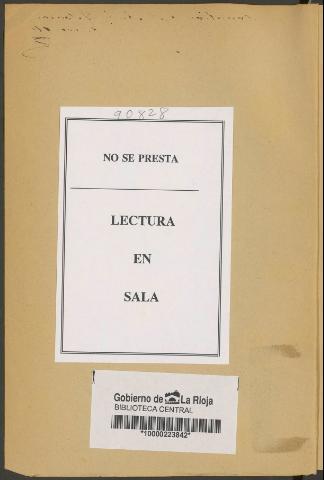 90828
NO SE PRESTA
LECTURA
EN
SALA
Gobierno de La Rioja
BIBLIOTECA CENTRAL
*10000223842*